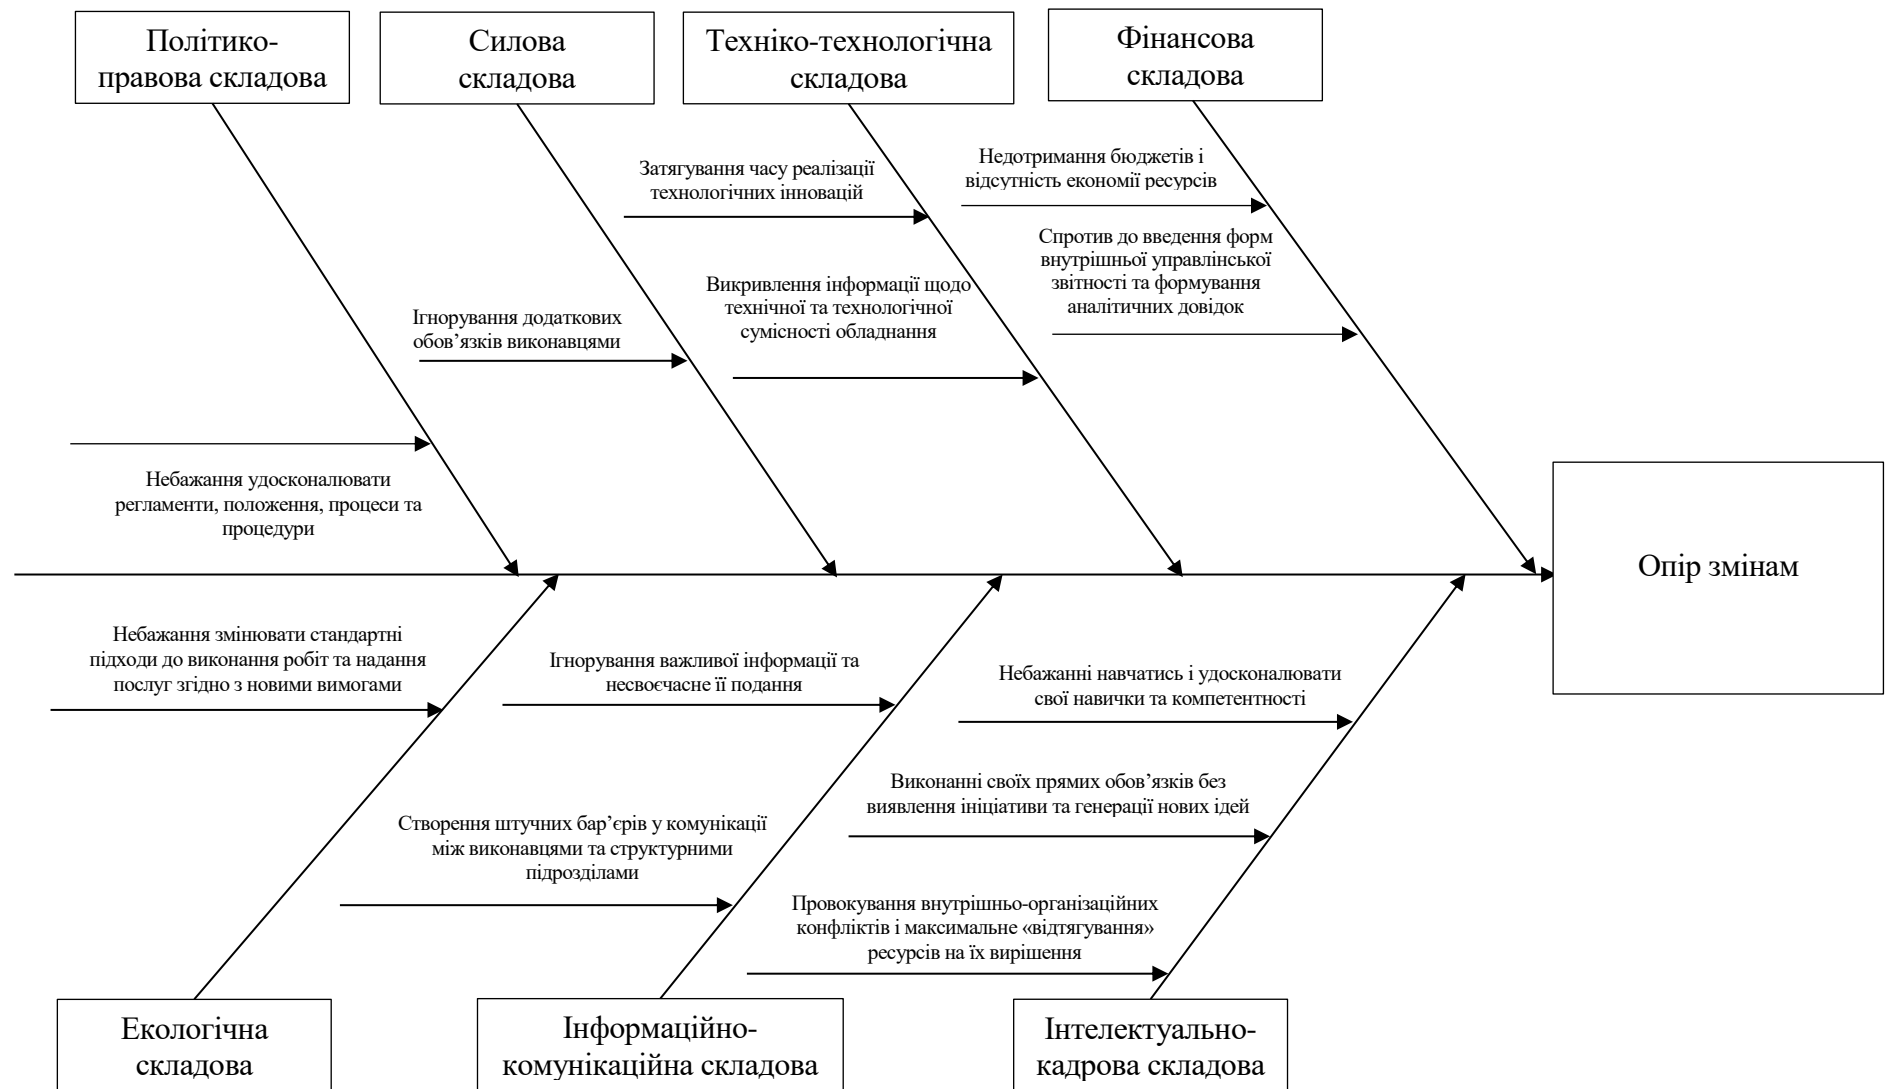 Політико-
правова складова
Силова
складова
Техніко-технологічна
складова
Фінансова
складова
Затягування часу реалізації
технологічних інновацій
Недотримання бюджетів і
відсутність економії ресурсів
Спротив до введення форм
внутрішньої управлінської
звітності та формування
аналітичних довідок
Викривлення інформації щодо
технічної та технологічної
сумісності обладнання
Ігнорування додаткових
обов’язків виконавцями
Небажання удосконалювати
регламенти, положення, процеси та
процедури
Опір змінам
Небажання змінювати стандартні
підходи до виконання робіт та надання
послуг згідно з новими вимогами
Ігнорування важливої інформації та
несвоєчасне її подання
Небажанні навчатись і удосконалювати
свої навички та компетентності
Виконанні своїх прямих обов’язків без
виявлення ініціативи та генерації нових ідей
Створення штучних бар’єрів у комунікації
між виконавцями та структурними
підрозділами
Провокування внутрішньо-організаційних
конфліктів і максимальне «відтягування»
ресурсів на їх вирішення
Екологічна
складова
Інформаційно-
комунікаційна складова
Інтелектуально-
кадрова складова